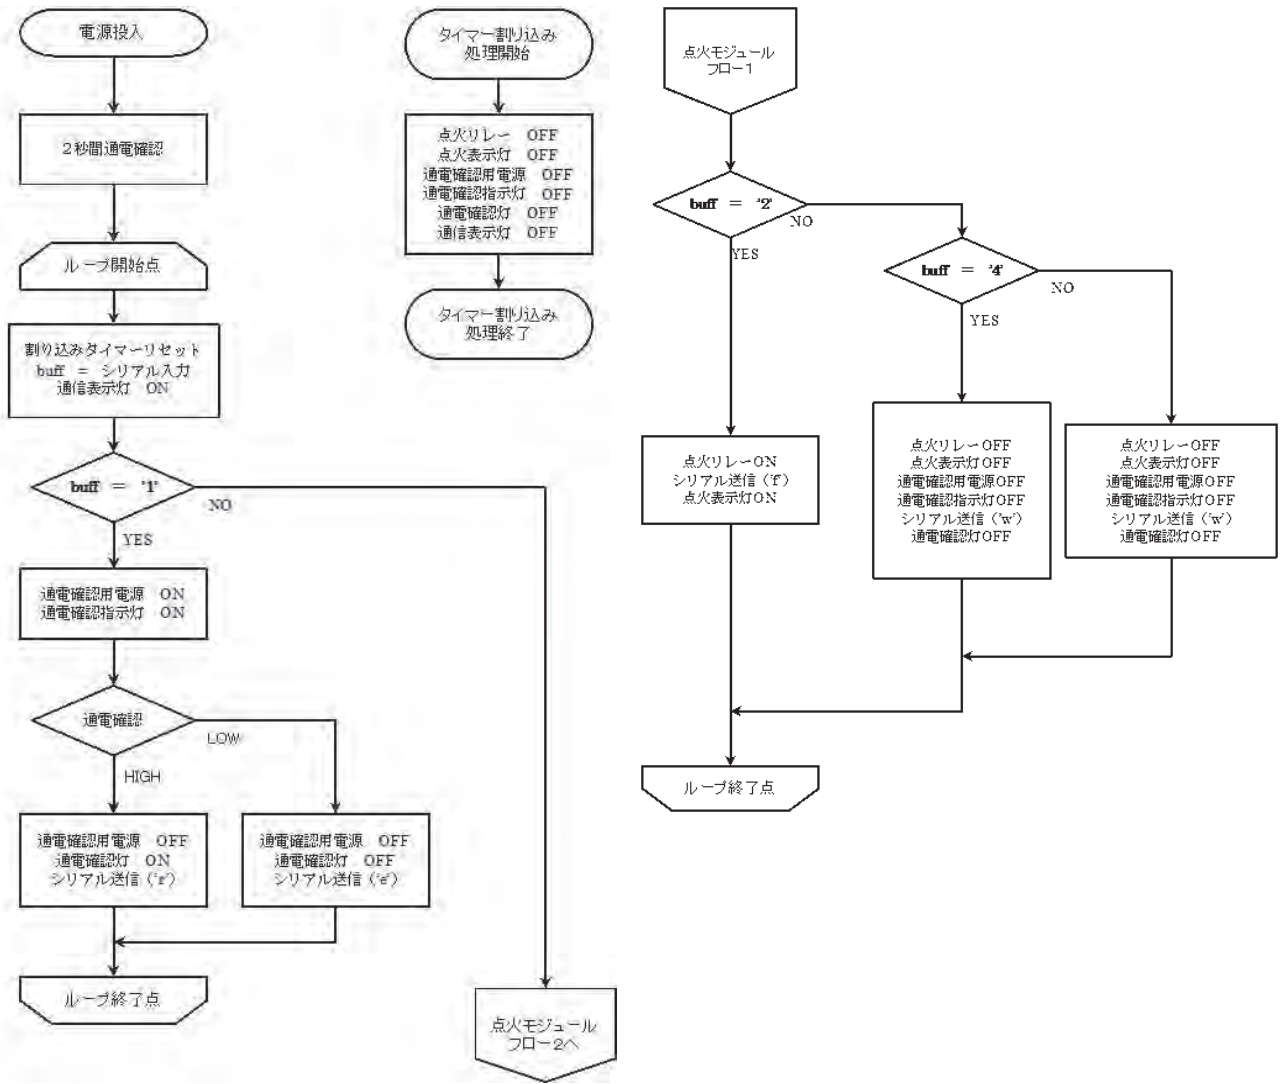 電源投入
2秒間通電確認
ループ開始点
割り込みタイマーリセット
buff = シリアル入力
通信表示灯 ON
buff = '1'
NO
YES
通電確認用電源 ON
通電確認指示灯 ON
通電確認
LOW
HIGH
通電確認用電源 OFF
通電確認灯 ON
シリアル送信('r')
通電確認用電源 OFF
通電確認灯 OFF
シリアル送信('e')
ループ終了点
点火モジュール
フロー2へ
タイマー割り込み
処理開始
点火リレー OFF
点火表示灯 OFF
通電確認用電源 OFF
通電確認指示灯 OFF
通電確認灯 OFF
通信表示灯 OFF
タイマー割り込み
処理終了
点火モジュール
フロー1
buff = '2'
NO
YES
buff = '4'
NO
YES
点火リレーON
シリアル送信('f')
点火表示灯ON
点火リレーOFF
点火表示灯OFF
通電確認用電源OFF
通電確認指示灯OFF
シリアル送信('w')
通電確認灯OFF
点火リレーOFF
点火表示灯OFF
通電確認用電源OFF
通電確認指示灯OFF
シリアル送信('w')
通電確認灯OFF
ループ終了点